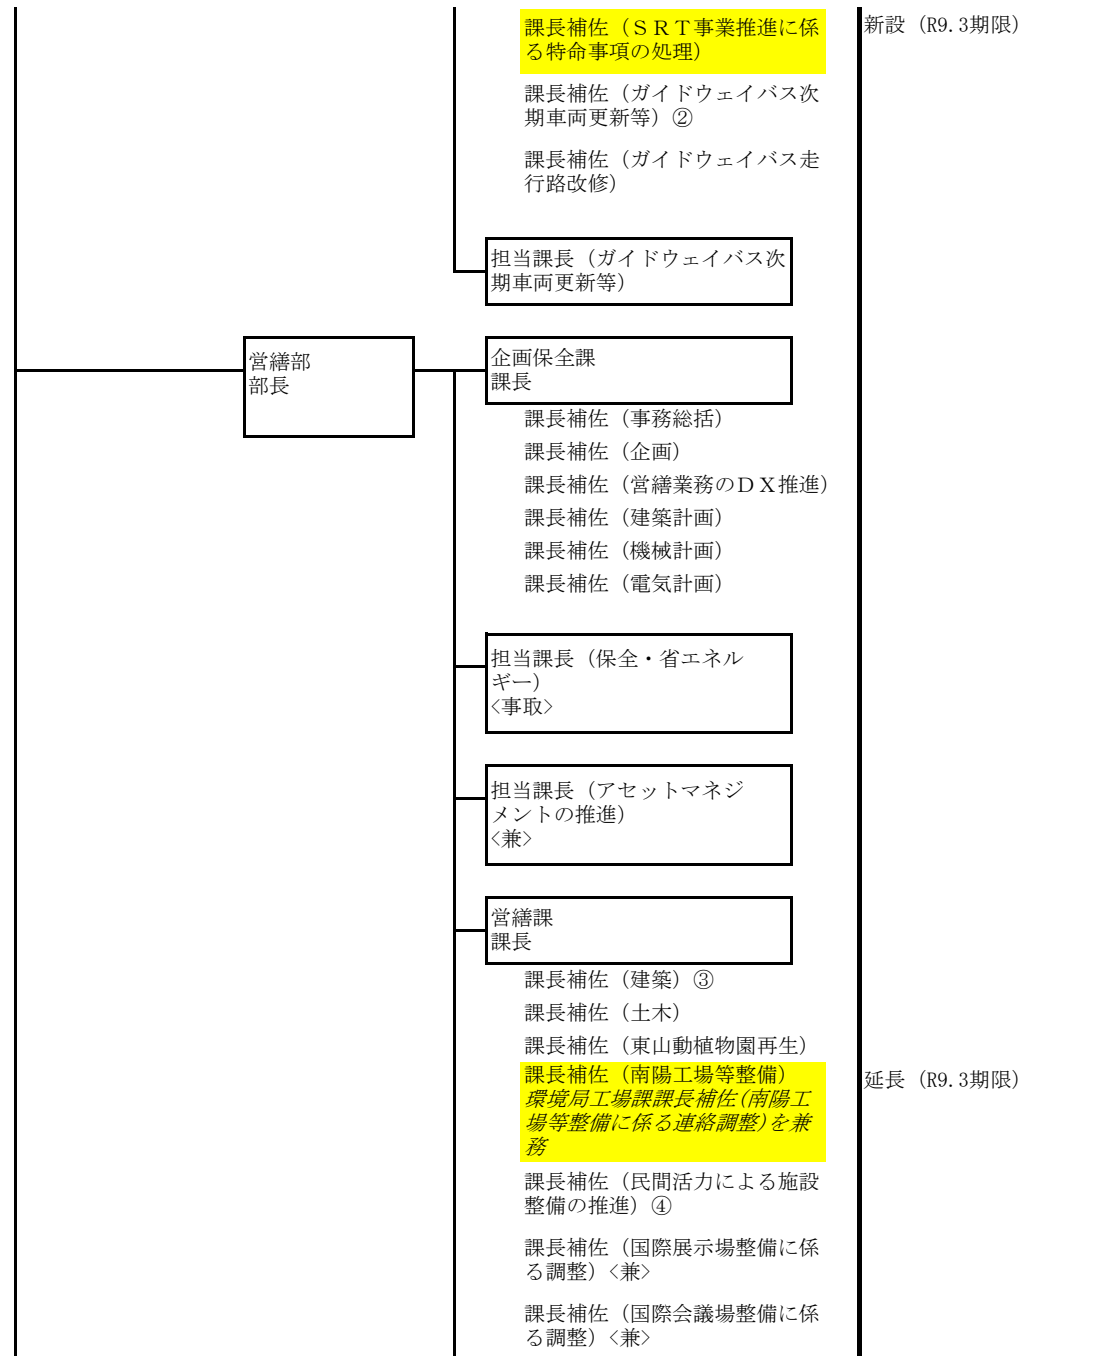 課長補佐（ＳＲＴ事業推進に係
る特命事項の処理）
新設（R9.3期限）
課長補佐（ガイドウェイバス次
期車両更新等）②
課長補佐（ガイドウェイバス走
行路改修）
担当課長（ガイドウェイバス次
期車両更新等）
営繕部
部長
企画保全課
課長
課長補佐（事務総括）
課長補佐（企画）
課長補佐（営繕業務のＤＸ推進）
課長補佐（建築計画）
課長補佐（機械計画）
課長補佐（電気計画）
担当課長（保全・省エネル
ギー）
<事取>
担当課長（アセットマネジ
メントの推進）
<兼>
営繕課
課長
課長補佐（建築）③
課長補佐（土木）
課長補佐（東山動植物園再生）
課長補佐（南陽工場等整備）
延長（R9.3期限）
環境局工場課課長補佐(南陽工
場等整備に係る連絡調整)を兼
務
課長補佐（民間活力による施設
整備の推進）④
課長補佐（国際展示場整備に係
る調整）<兼>
課長補佐（国際会議場整備に係
る調整）<兼>